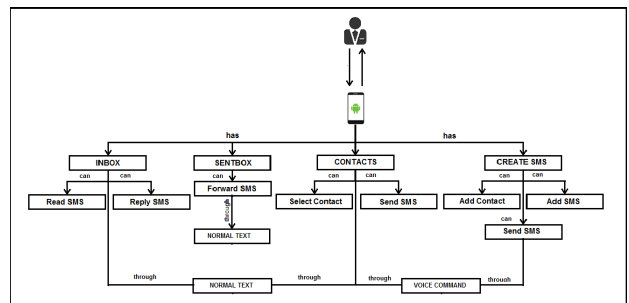 has
has
INBOX
SENTBOX
CONTACTS
CREATE SMS
can
can
can
can
can
can
can
Read SMS
Reply SMS
Forward SMS
Select Contact
Send SMS
Add Contact
Add SMS
through
can
Send SMS
NORMAL TEXT
through
NORMAL TEXT
through
through
VOICE COMMAND
through